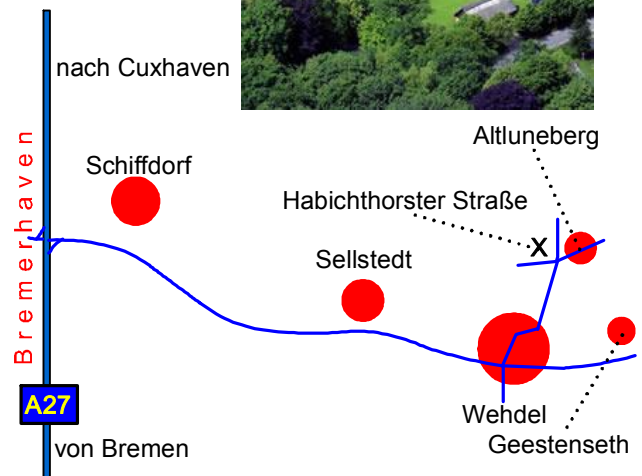 nach Cuxhaven
Altluneberg
Schiffdorf
Habichthorster Straße
x
Sellstedt
Bremerhaven
A27
Wehdel
Geestenseth
von Bremen